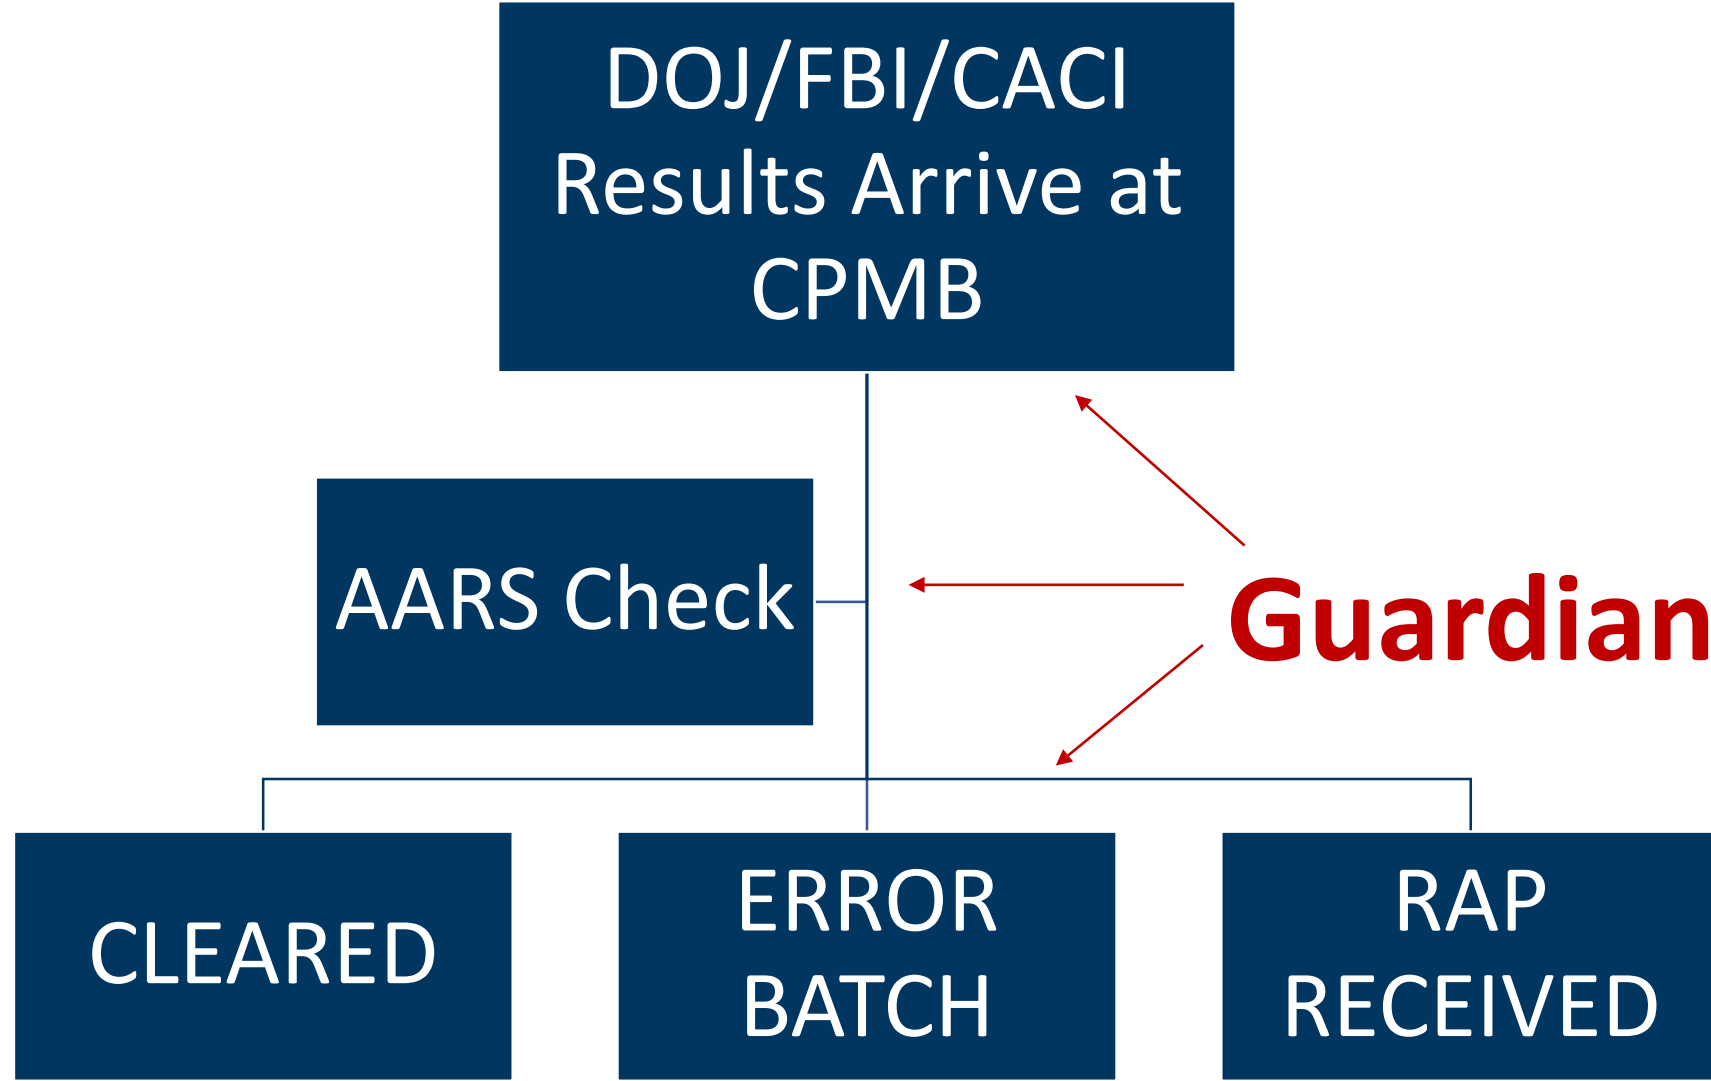 DOJ/FBI/CACI
Results Arrive at
CPMB
AARS Check
Guardian
CLEARED
ERROR
BATCH
RAP
RECEIVED